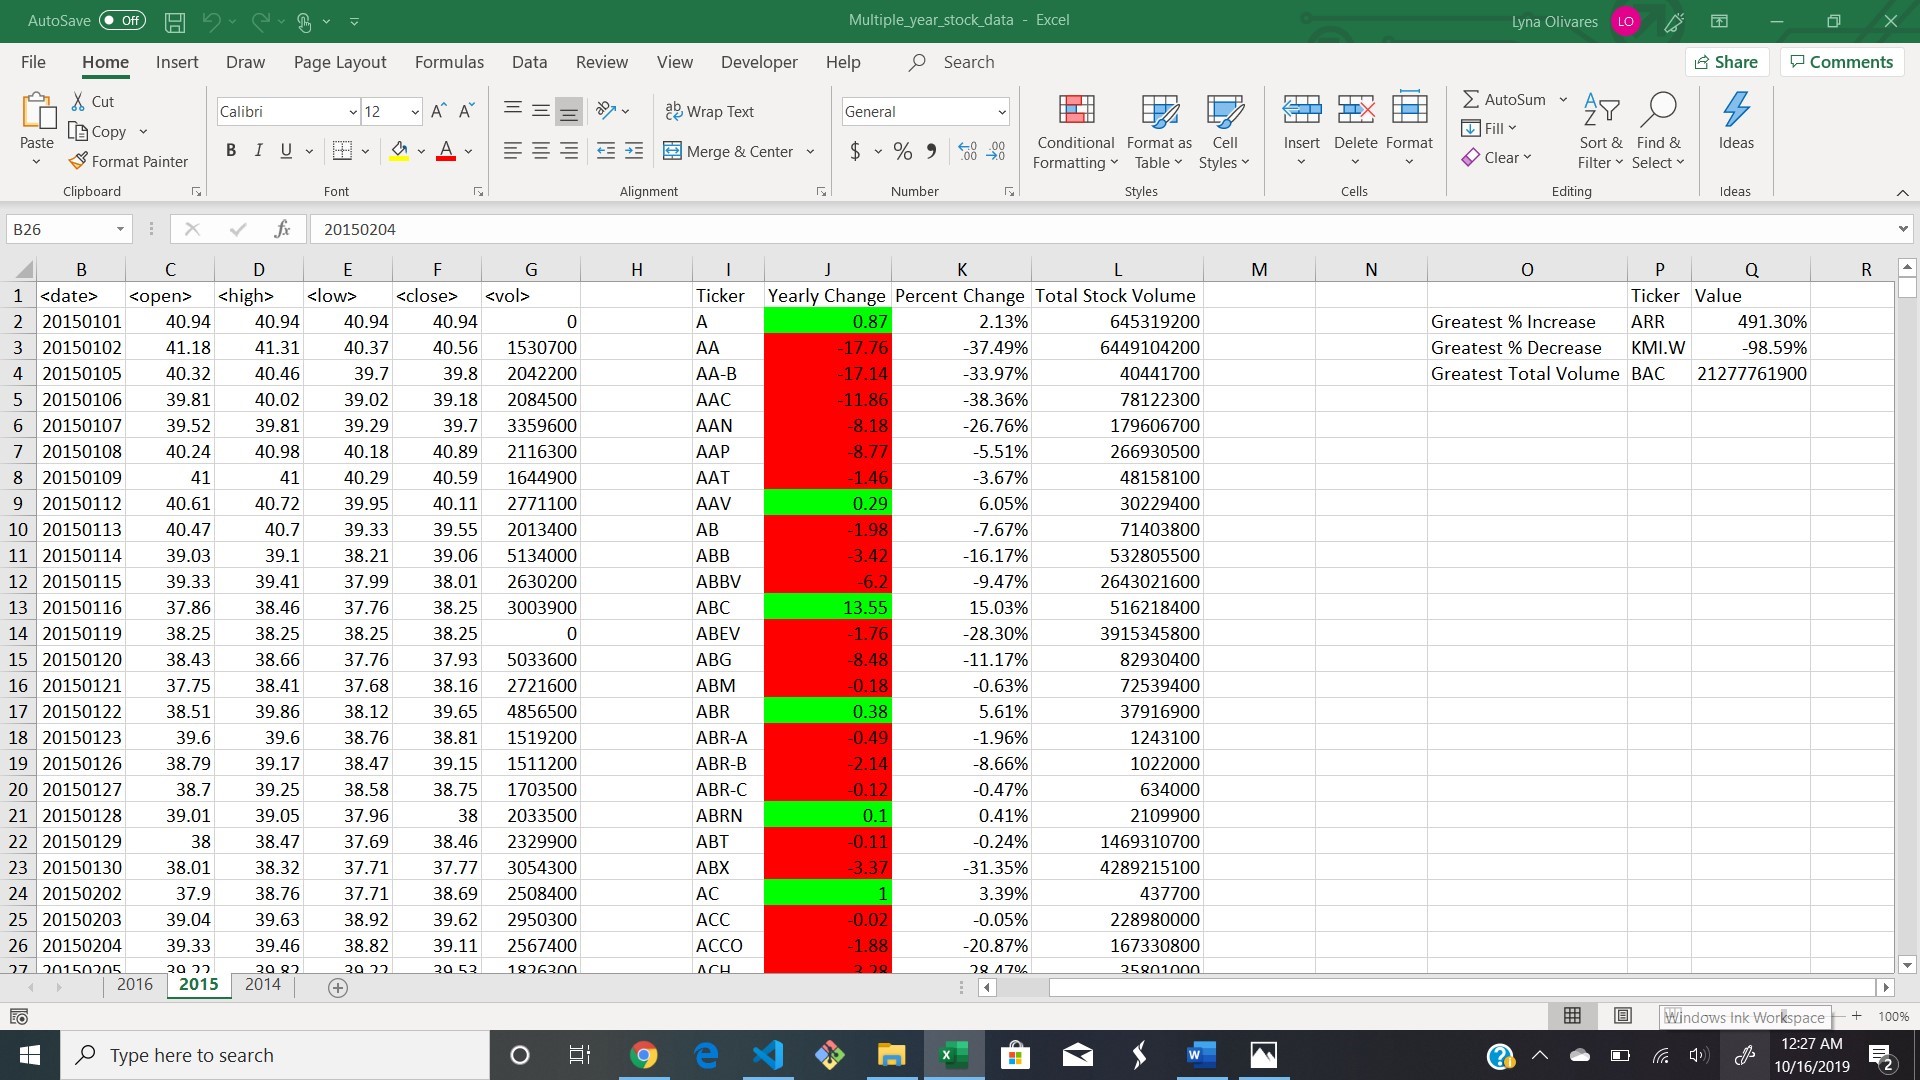 AutoSave Off Multiple_year_stock_data - Excel Lyna Olivares LO
File Home Insert Draw Page Layout Formulas Data Review View Developer Help Search Share Comments
Paste Cut Copy Format Painter Clipboard
Calibri 12 A A B I U A Font
ab Wrap Text Merge & Center Alignment
General $ % Number
Conditional Formatting Format as Table Cell Styles Styles
Insert Delete Format Cells
AutoSum Fill Clear Sort & Filter Find & Select Editing
Ideas Ideas
B26 fx 20150204
B C D E F G H I J K L M N O P Q R
1 <date> <open> <high> <low> <close> <vol> Ticker Yearly Change Percent Change Total Stock Volume Ticker Value
2 20150101 40.94 40.94 40.94 40.94 0 A 0.87 2.13% 645319200 Greatest % Increase ARR 491.30%
3 20150102 41.18 41.31 40.37 40.56 1530700 AA -17.76 -37.49% 6449104200 Greatest % Decrease KMI.W -98.59%
4 20150105 40.32 40.46 39.7 39.8 2042200 AA-B -17.14 -33.97% 40441700 Greatest Total Volume BAC 21277761900
5 20150106 39.81 40.02 39.02 39.18 2084500 AAC -11.86 -38.36% 78122300
6 20150107 39.52 39.81 39.29 39.7 3359600 AAN -8.18 -26.76% 179606700
7 20150108 40.24 40.98 40.18 40.89 2116300 AAP -8.77 -5.51% 266930500
8 20150109 41 41 40.29 40.59 1644900 AAT -1.46 -3.67% 48158100
9 20150112 40.61 40.72 39.95 40.11 2771100 AAV 0.29 6.05% 30229400
10 20150113 40.47 40.7 39.33 39.55 2013400 AB -1.98 -7.67% 71403800
11 20150114 39.03 39.1 38.21 39.06 5134000 ABB -3.42 -16.17% 532805500
12 20150115 39.33 39.41 37.99 38.01 2630200 ABBV -6.2 -9.47% 2643021600
13 20150116 37.86 38.46 37.76 38.25 3003900 ABC 13.55 15.03% 516218400
14 20150119 38.25 38.25 38.25 38.25 0 ABEV -1.76 -28.30% 3915345800
15 20150120 38.43 38.66 37.76 37.93 5033600 ABG -8.48 -11.17% 82930400
16 20150121 37.75 38.41 37.68 38.16 2721600 ABM -0.18 -0.63% 72539400
17 20150122 38.51 39.86 38.12 39.65 4856500 ABR 0.38 5.61% 37916900
18 20150123 39.6 39.6 38.76 38.81 1519200 ABR-A -0.49 -1.96% 1243100
19 20150126 38.79 39.17 38.47 39.15 1511200 ABR-B -2.14 -8.66% 1022000
20 20150127 38.7 39.25 38.58 38.75 1703500 ABR-C -0.12 -0.47% 634000
21 20150128 39.01 39.05 37.96 38 2033500 ABRN 0.1 0.41% 2109900
22 20150129 38 38.47 37.69 38.46 2329900 ABT -0.11 -0.24% 1469310700
23 20150130 38.01 38.32 37.71 37.77 3054300 ABX -3.37 -31.35% 4289215100
24 20150202 37.9 38.76 37.71 38.69 2508400 AC 1 3.39% 437700
25 20150203 39.04 39.63 38.92 39.62 2950300 ACC -0.02 -0.05% 228980000
26 20150204 39.33 39.46 38.82 39.11 2567400 ACCO -1.88 -20.87% 167330800
27 20150205 39.22 39.82 39.22 39.53 1826300 ACH 3.28 28.47% 35801000
2016 2015 2014
Windows Ink Workspace 100%
Type here to search 12:27 AM
10/16/2019 2